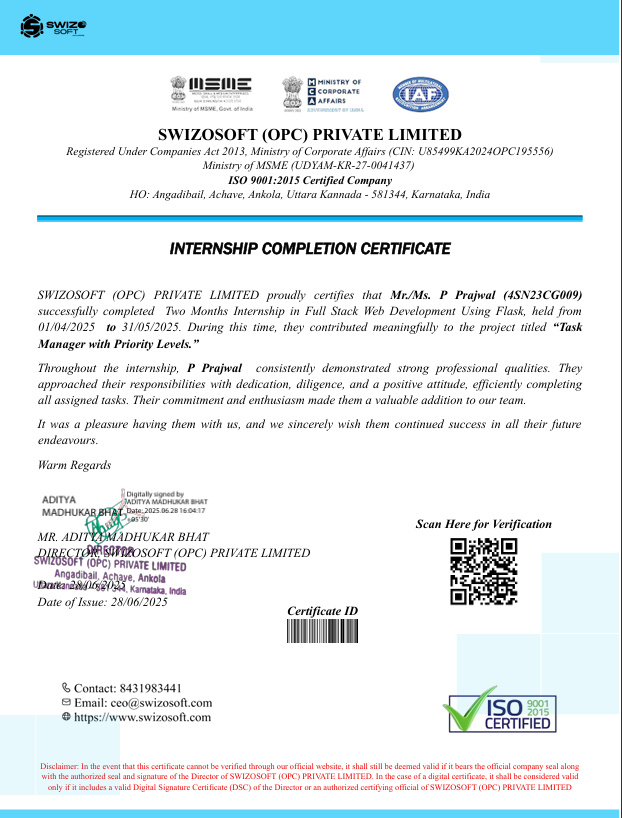 SWIZO
SOFT
MSME
Ministry of MSME, Govt. of India
MINISTRY OF
CORPORATE
AFFAIRS
GOVERNMENT OF INDIA
IAF
SWIZOSOFT (OPC) PRIVATE LIMITED
Registered Under Companies Act 2013, Ministry of Corporate Affairs (CIN: U85499KA2024OPC195556)
Ministry of MSME (UDYAM-KR-27-0041437)
ISO 9001:2015 Certified Company
HO: Angadibail, Achave, Ankola, Uttara Kannada - 581344, Karnataka, India
INTERNSHIP COMPLETION CERTIFICATE
SWIZOSOFT (OPC) PRIVATE LIMITED proudly certifies that Mr./Ms. P Prajwal (4SN23CG009)
successfully completed Two Months Internship in Full Stack Web Development Using Flask, held from
01/04/2025 to 31/05/2025. During this time, they contributed meaningfully to the project titled “Task
Manager with Priority Levels.”
Throughout the internship, P Prajwal consistently demonstrated strong professional qualities. They
approached their responsibilities with dedication, diligence, and a positive attitude, efficiently completing
all assigned tasks. Their commitment and enthusiasm made them a valuable addition to our team.
It was a pleasure having them with us, and we sincerely wish them continued success in all their future
endeavours.
Warm Regards
ADITYA
MADHUKAR BHAT
Digitally signed by
ADITYA MADHUKAR BHAT
Date: 2025.06.28 16:04:17
+05'30'
MR. ADITYA MADHUKAR BHAT
DIRECTOR, SWIZOSOFT (OPC) PRIVATE LIMITED
DIRECTOR
SWIZOSOFT (OPC) PRIVATE LIMITED
Angadibail, Achave, Ankola
Karnataka, India
Date: 28/06/2025
Date of Issue: 28/06/2025
Scan Here for Verification
Certificate ID
Contact: 8431983441
Email: ceo@swizosoft.com
https://www.swizosoft.com
ISO 9001 2015
CERTIFIED
Disclaimer: In the event that this certificate cannot be verified through our official website, it shall still be deemed valid if it bears the official company seal along
with the authorized seal and signature of the Director of SWIZOSOFT (OPC) PRIVATE LIMITED. In the case of a digital certificate, it shall be considered valid
only if it includes a valid Digital Signature Certificate (DSC) of the Director or an authorized certifying official of SWIZOSOFT (OPC) PRIVATE LIMITED